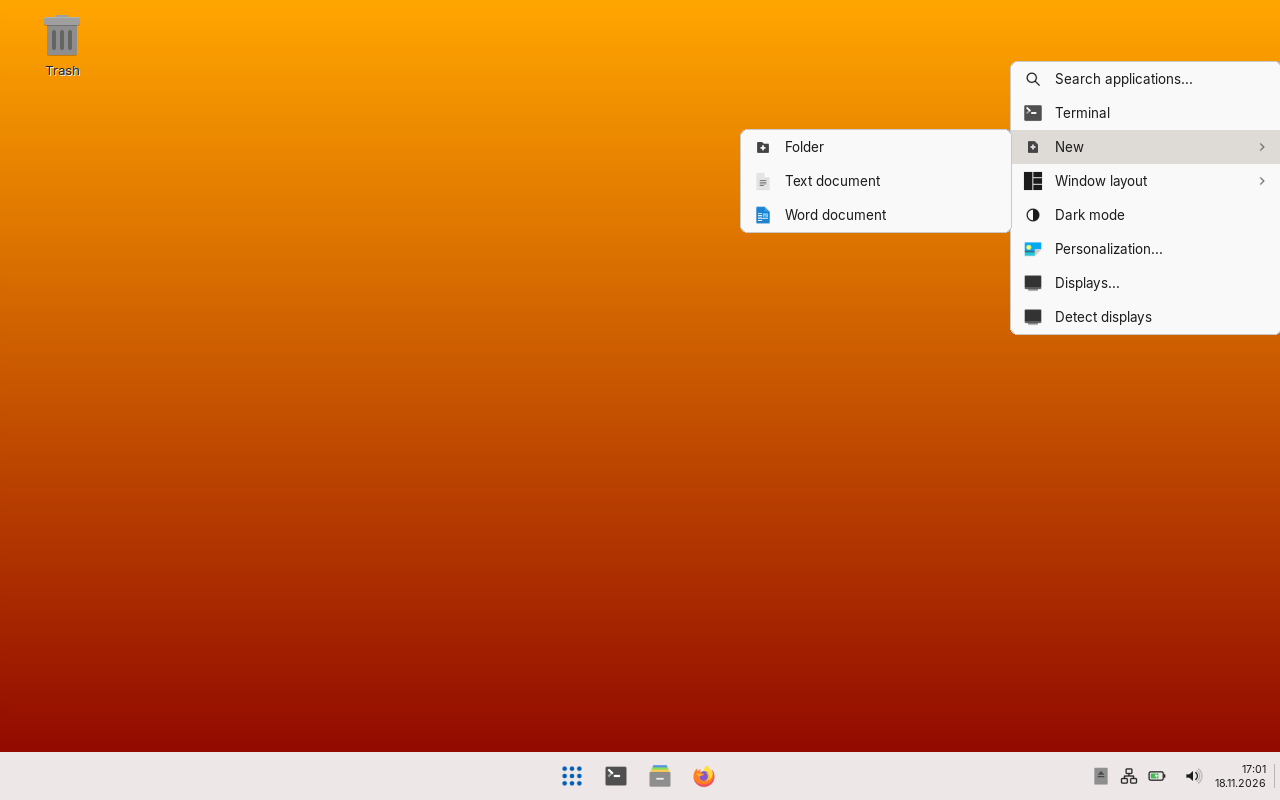 Trash
Search applications...
Terminal
New
Window layout
Dark mode
Personalization...
Displays...
Detect displays
Folder
Text document
Word document
17:01
18.11.2026